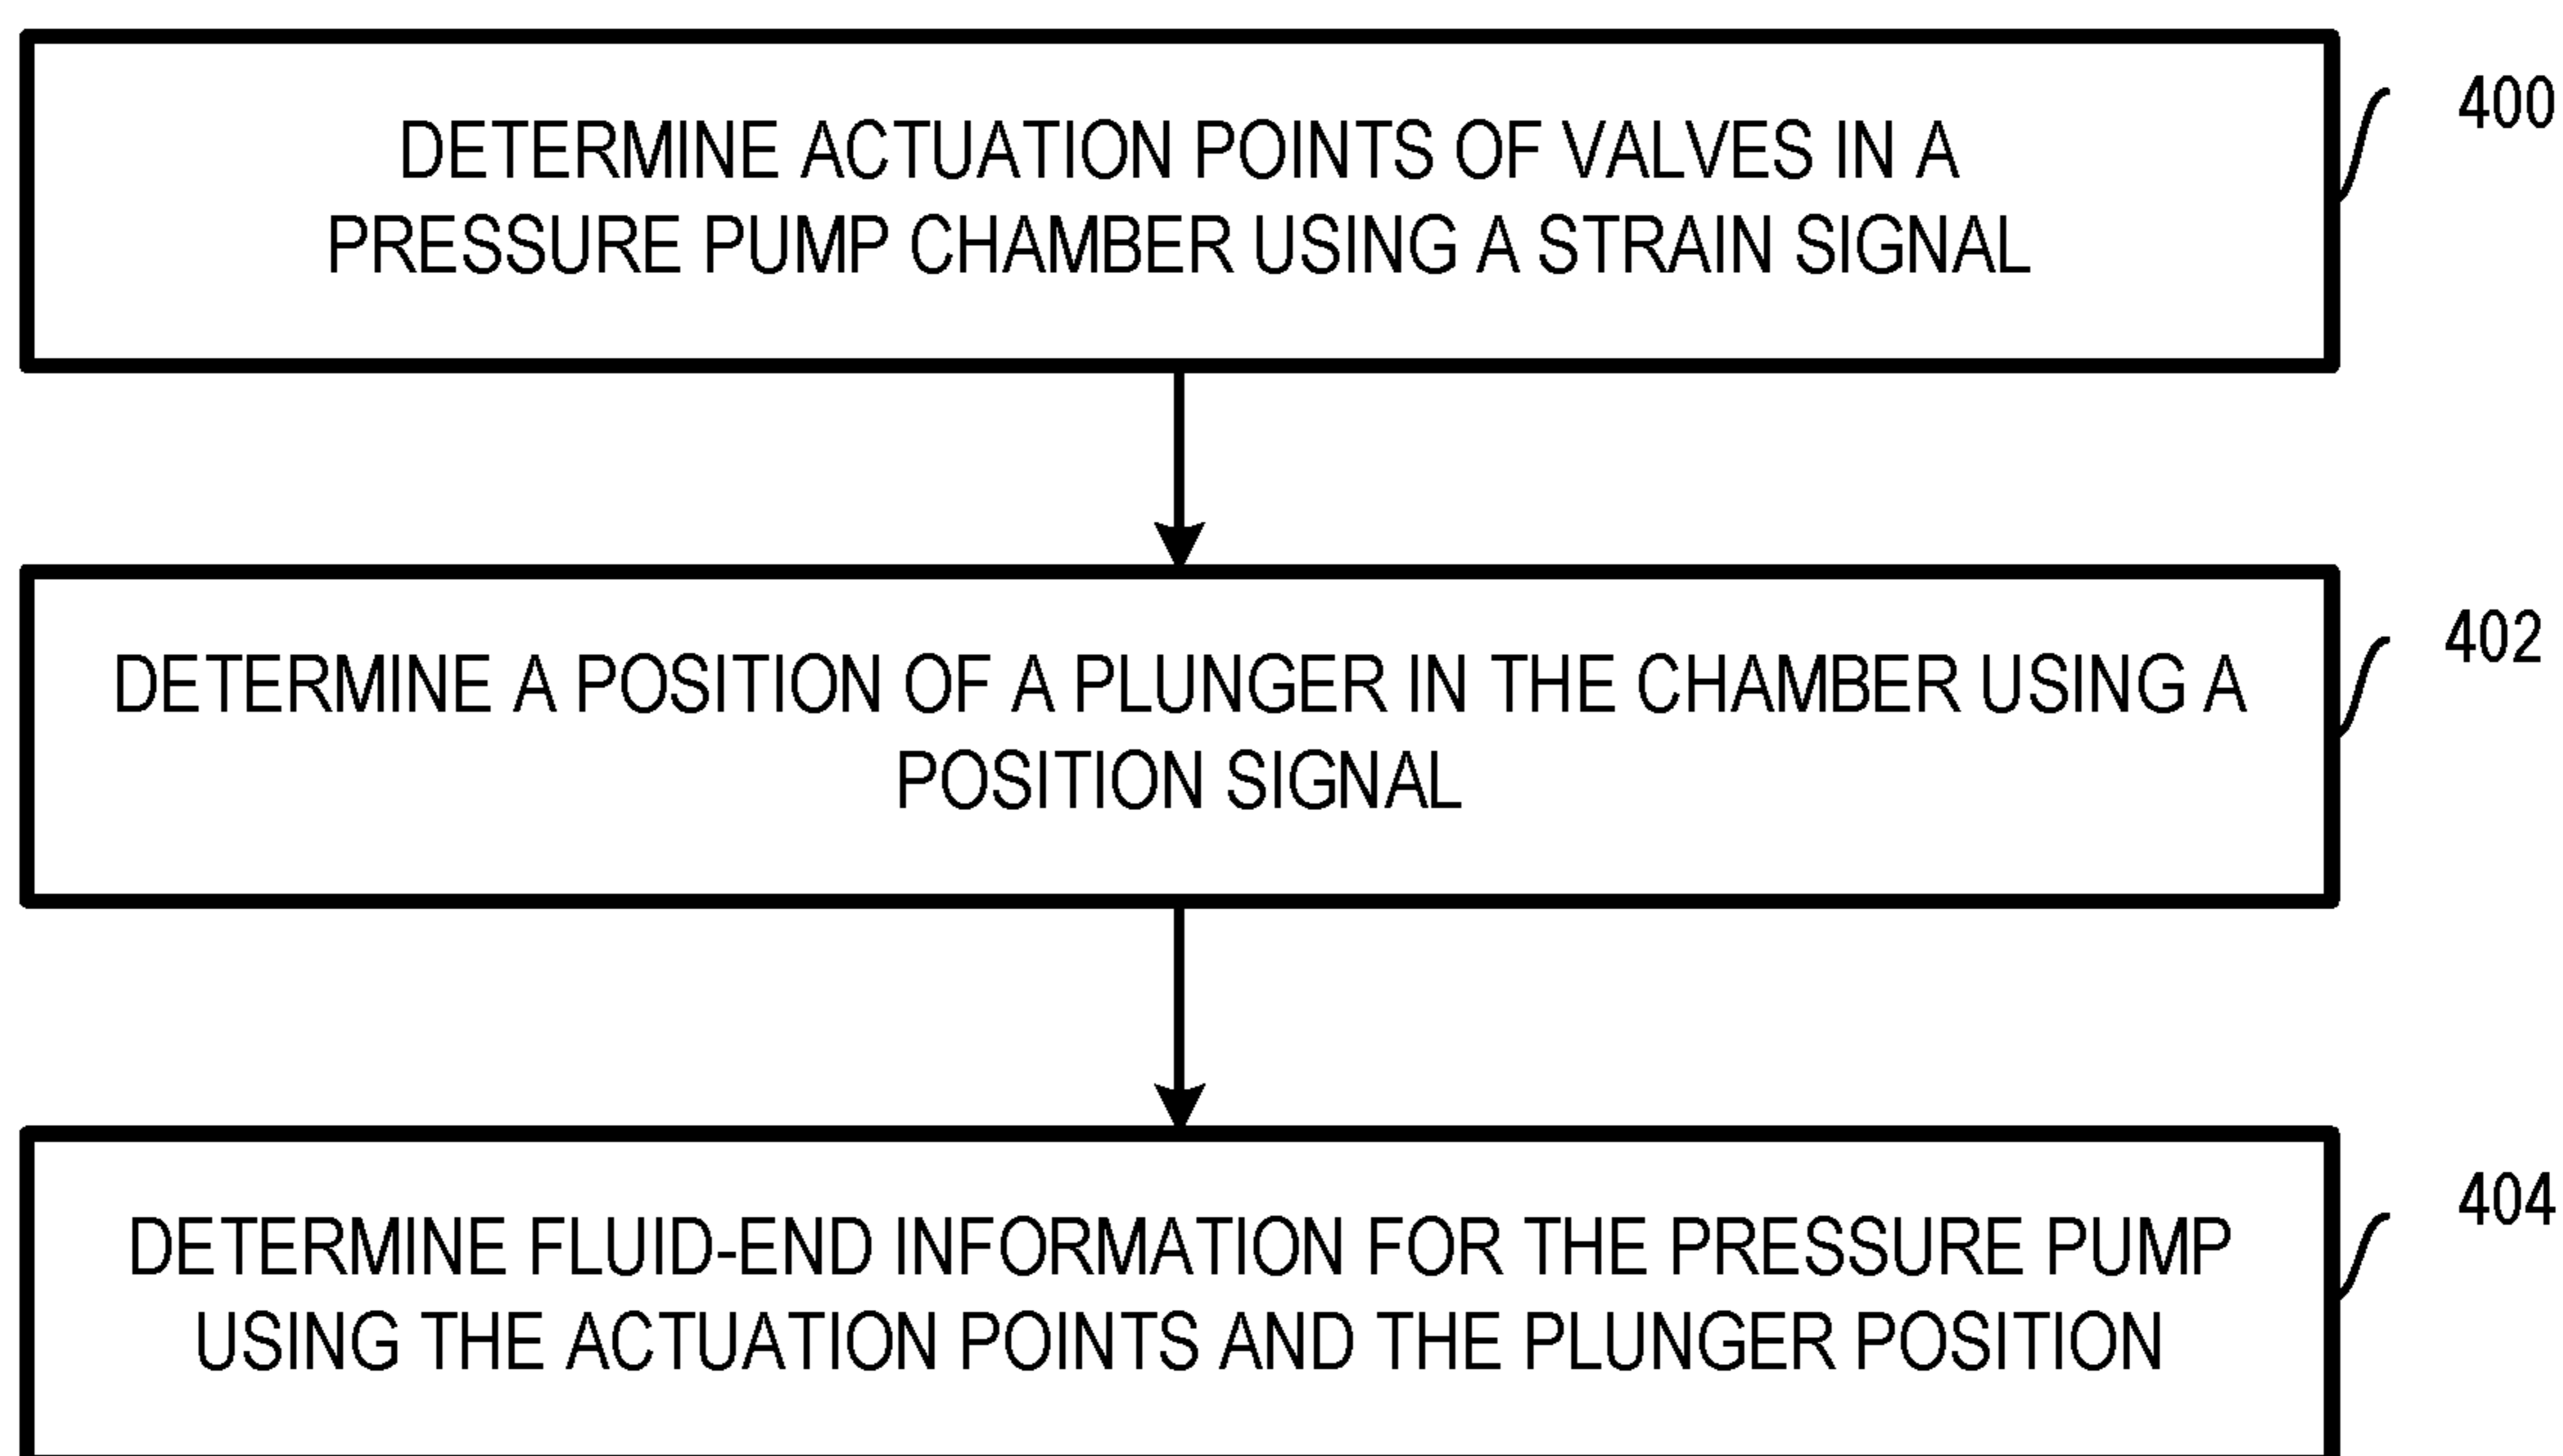 DETERMINE ACTUATION POINTS OF VALVES IN A
PRESSURE PUMP CHAMBER USING A STRAIN SIGNAL
400
DETERMINE A POSITION OF A PLUNGER IN THE CHAMBER USING A
POSITION SIGNAL
402
DETERMINE FLUID-END INFORMATION FOR THE PRESSURE PUMP
USING THE ACTUATION POINTS AND THE PLUNGER POSITION
404